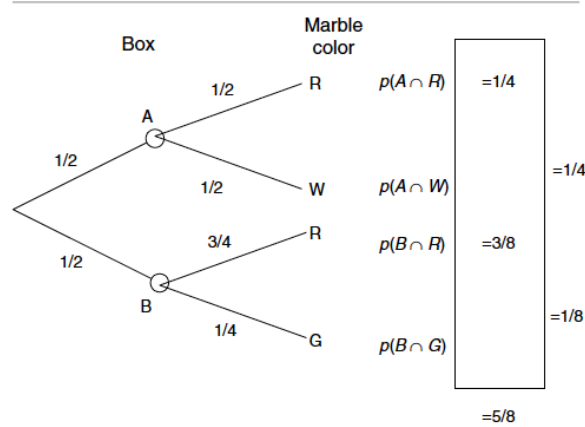 Box
Marble
color
1/2
R
p(A ∩ R)
=1/4
A
1/2
=1/4
1/2
W
p(A ∩ W)
3/4
R
p(B ∩ R)
=3/8
1/2
B
1/4
=1/8
G
p(B ∩ G)
=5/8